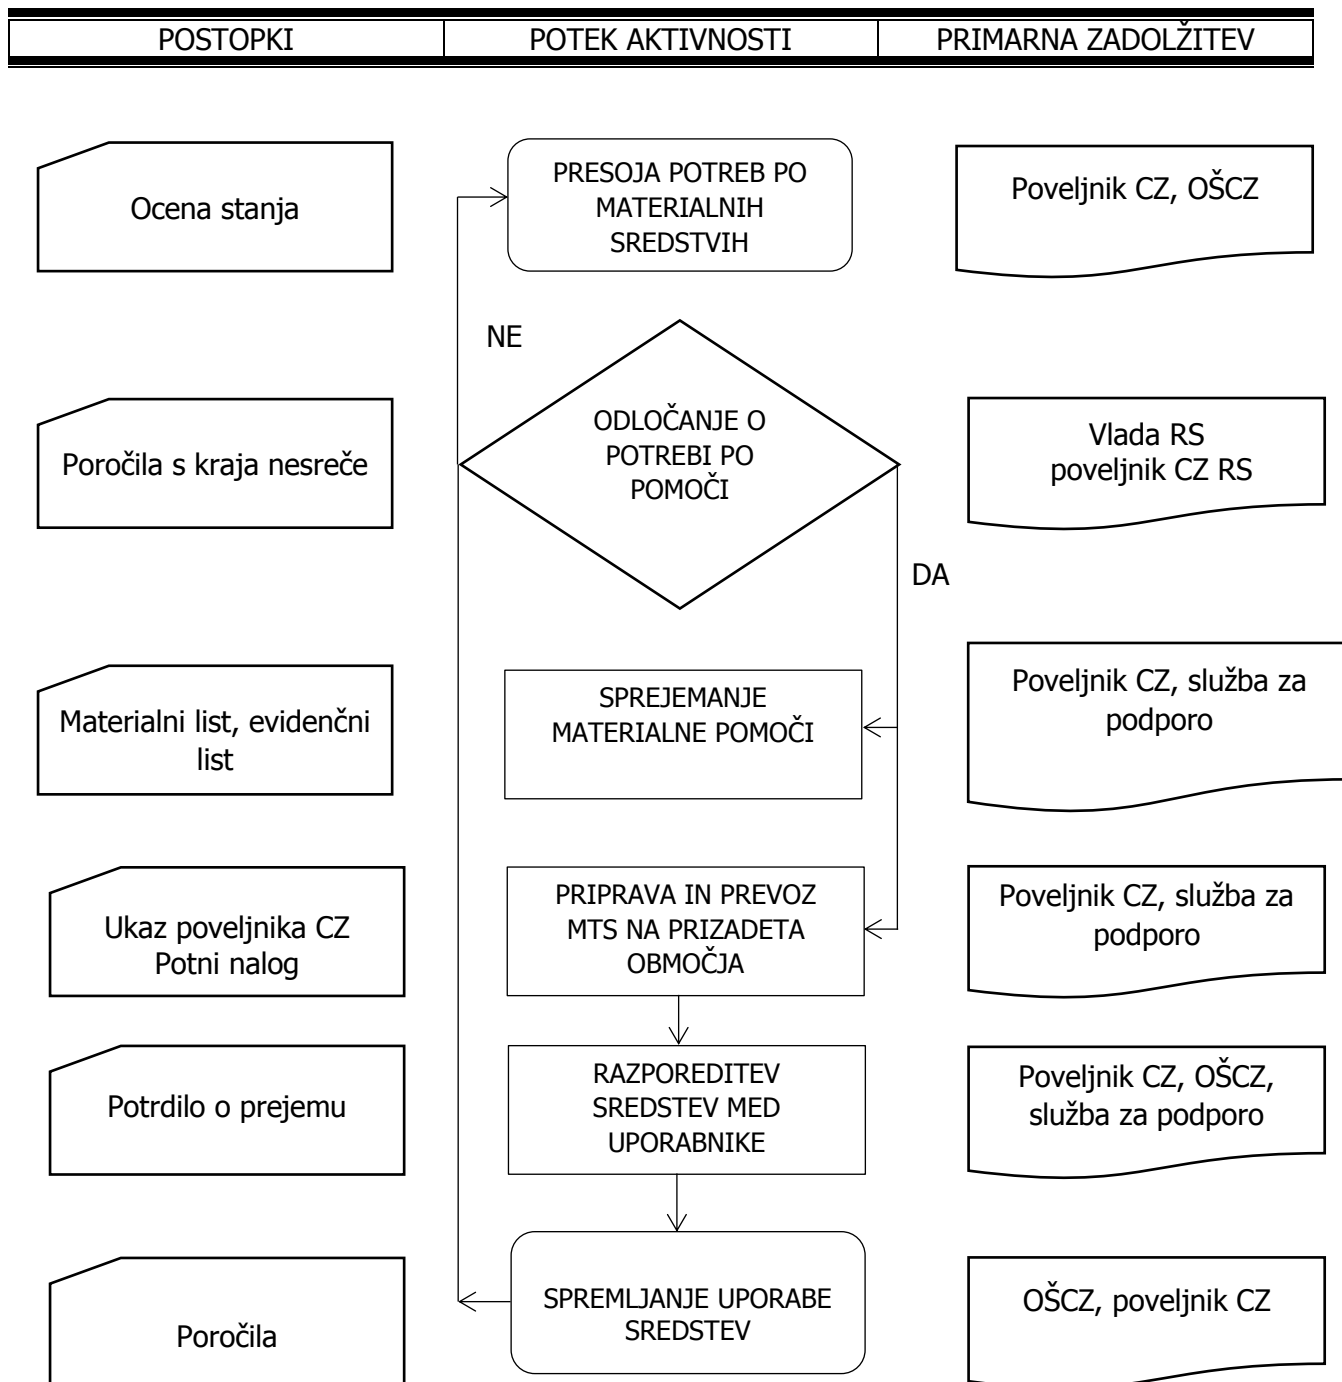 POSTOPKI
POTEK AKTIVNOSTI
PRIMARNA ZADOLŽITEV
Ocena stanja
PRESOJA POTREB PO
MATERIALNIH
SREDSTVIH
Poveljnik CZ, OŠCZ
NE
Poročila s kraja nesreče
ODLOČANJE O
POTREBI PO
POMOČI
Vlada RS
poveljnik CZ RS
DA
Materialni list, evidenčni
list
SPREJEMANJE
MATERIALNE POMOČI
Poveljnik CZ, služba za
podporo
Ukaz poveljnika CZ
Potni nalog
PRIPRAVA IN PREVOZ
MTS NA PRIZADETA
OBMOČJA
Poveljnik CZ, služba za
podporo
Potrdilo o prejemu
RAZPOREDITEV
SREDSTEV MED
UPORABNIKE
Poveljnik CZ, OŠCZ,
služba za podporo
Poročila
SPREMLJANJE UPORABE
SREDSTEV
OŠCZ, poveljnik CZ